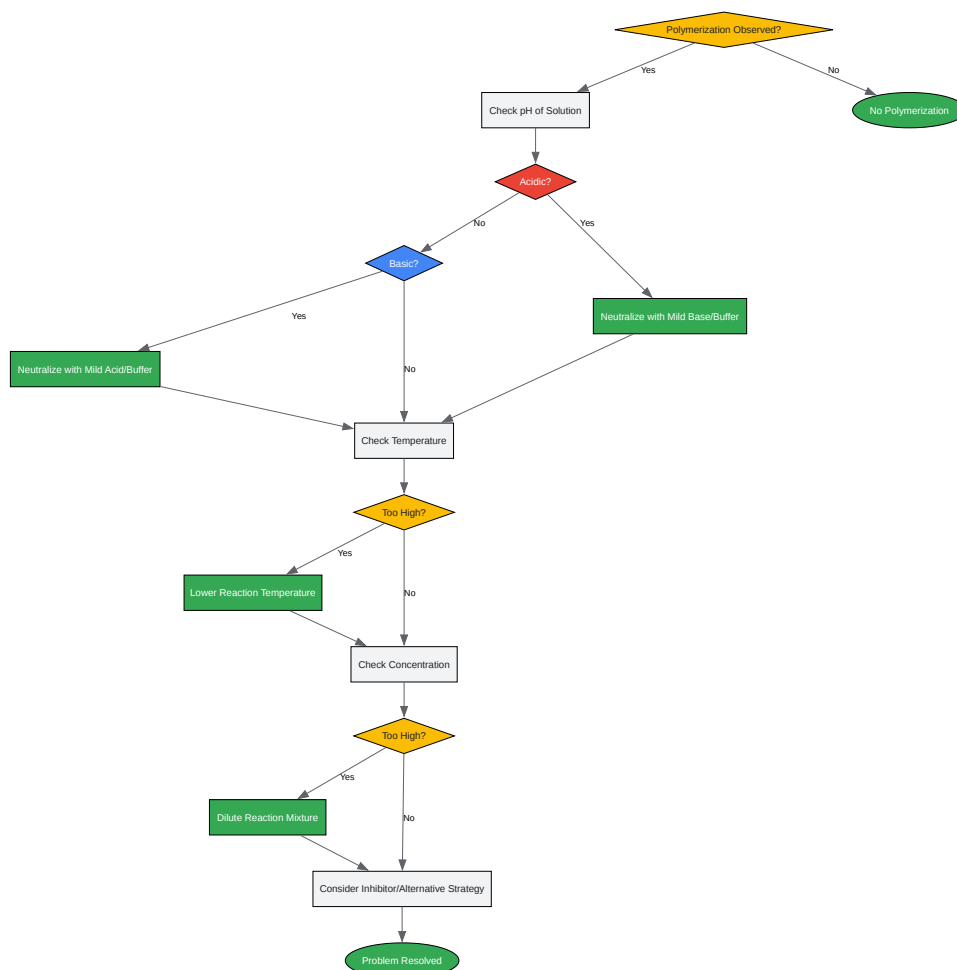 Polymerization Observed?
Yes
No
Check pH of Solution
No Polymerization
Acidic?
No
Yes
Basic?
Yes
Neutralize with Mild Base/Buffer
Neutralize with Mild Acid/Buffer
No
Check Temperature
Too High?
Yes
Lower Reaction Temperature
No
Check Concentration
Too High?
Yes
Dilute Reaction Mixture
No
Consider Inhibitor/Alternative Strategy
Problem Resolved